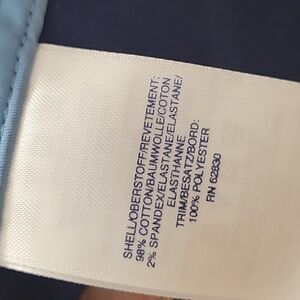 SHELL/OBERSTOFF/REVETEMENT:
98% COTTON/BAUMWOLLE/COTON
2% SPANDEX/ELASTANE/ELASTANE/
ELASTHANNE
TRIM/BESATZ/BORD:
100% POLYESTER
RN 62830